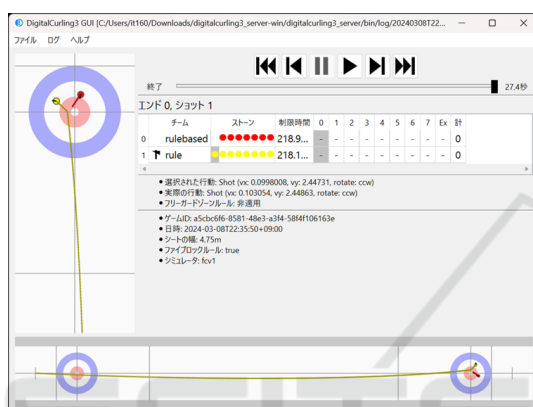 DigitalCurling3 GUI [C:/Users/it160/Downloads/digitalcurling3_server-win/digitalcurling3_server/bin/log/20240308T22...
ファイル ログ ヘルプ
終了 27.4秒
エンド 0, ショット 1
チーム ストーン 制限時間 0 1 2 3 4 5 6 7 Ex 計
0 rulebased 218.9... - - - - - - - - - 0
1 rule 218.1... - - - - - - - - - 0
● 選択された行動: Shot (vx: 0.0998008, vy: 2.44731, rotate: ccw)
● 実際の行動: Shot (vx: 0.103054, vy: 2.44863, rotate: ccw)
● フリーガードゾーンルール: 非適用
● ゲームID: a5cbc6f6-8581-48e3-a3f4-58f4f106163e
● 日時: 2024-03-08T22:35:50+09:00
● シートの幅: 4.75m
● ファイブロックルール: true
● シミュレータ: fcv1